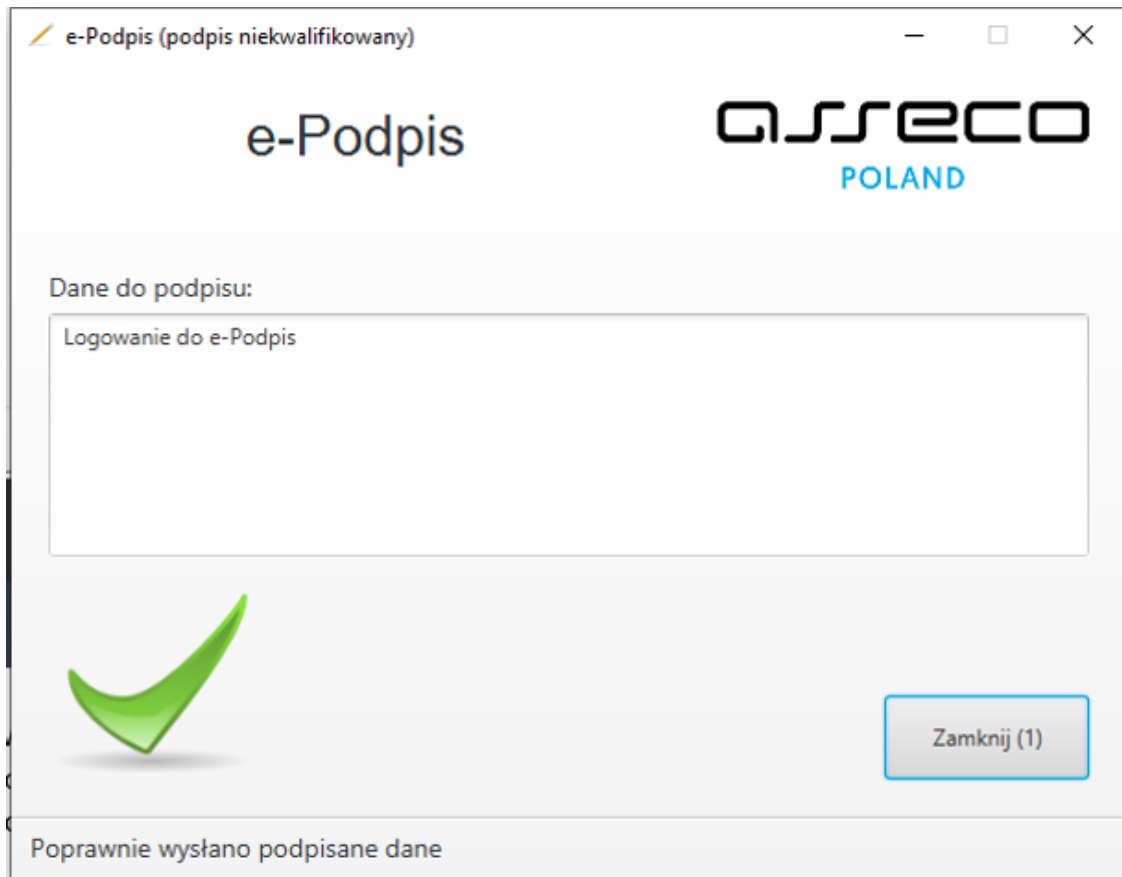 e-Podpis (podpis niekwalifikowany)
e-Podpis
asseco
POLAND
Dane do podpisu:
Logowanie do e-Podpis
Zamknij (1)
Poprawnie wysłano podpisane dane